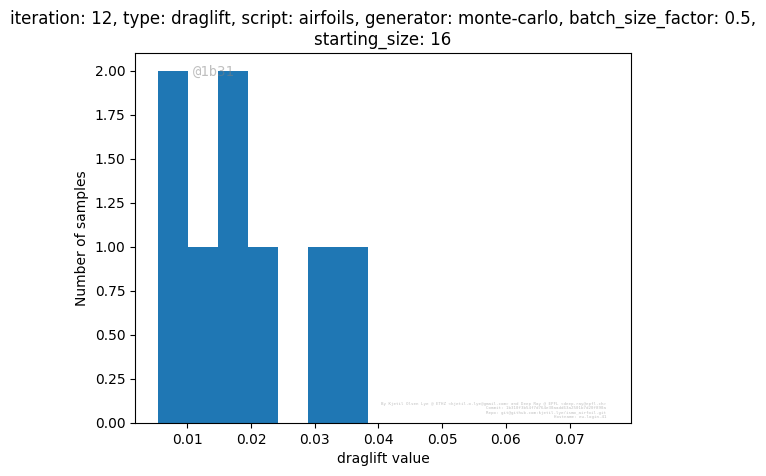 iteration: 12, type: draglift, script: airfoils, generator: monte-carlo, batch_size_factor: 0.5,
starting_size: 16
@1b31
2.00
1.75
1.50
1.25
1.00
0.75
0.50
0.25
0.00
Number of samples
0.01 0.02 0.03 0.04 0.05 0.06 0.07
draglift value